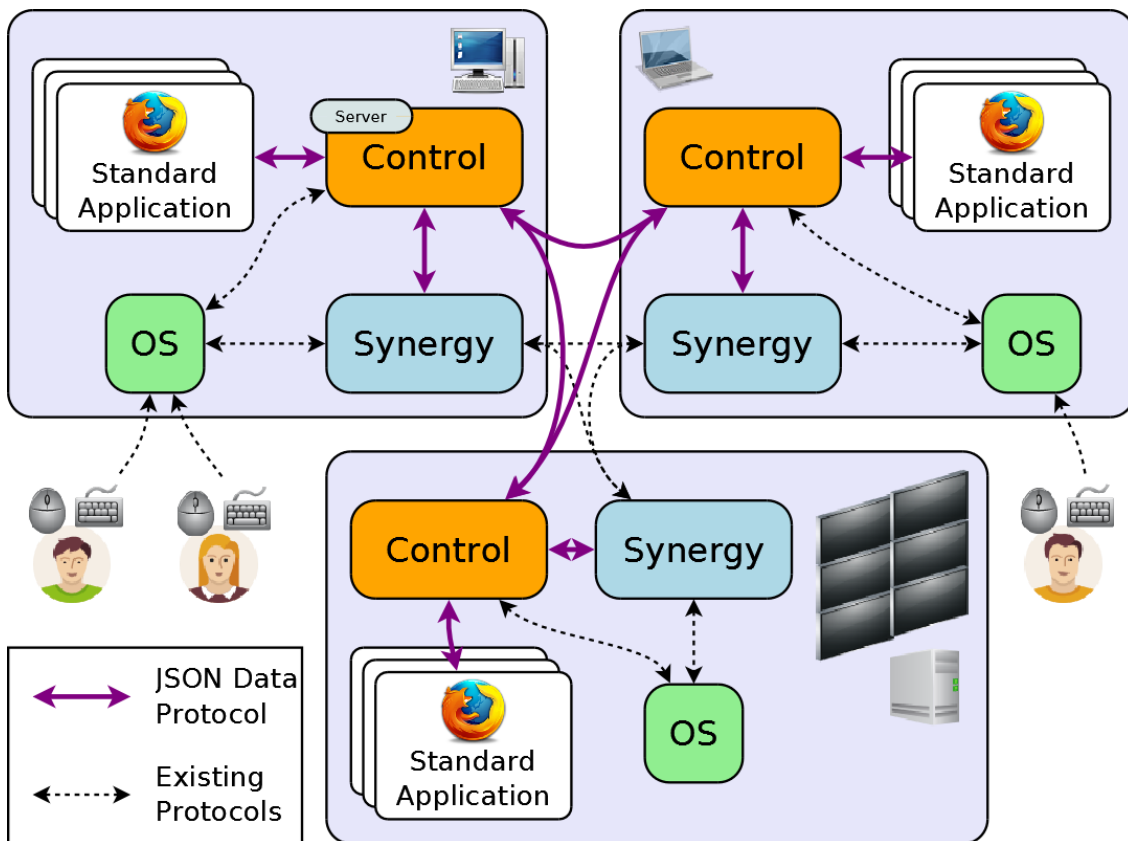 Server
Control
Standard
Application
OS
Synergy
Control
Standard
Application
Synergy
OS
Control
Synergy
Standard
Application
OS
JSON Data
Protocol
Existing
Protocols